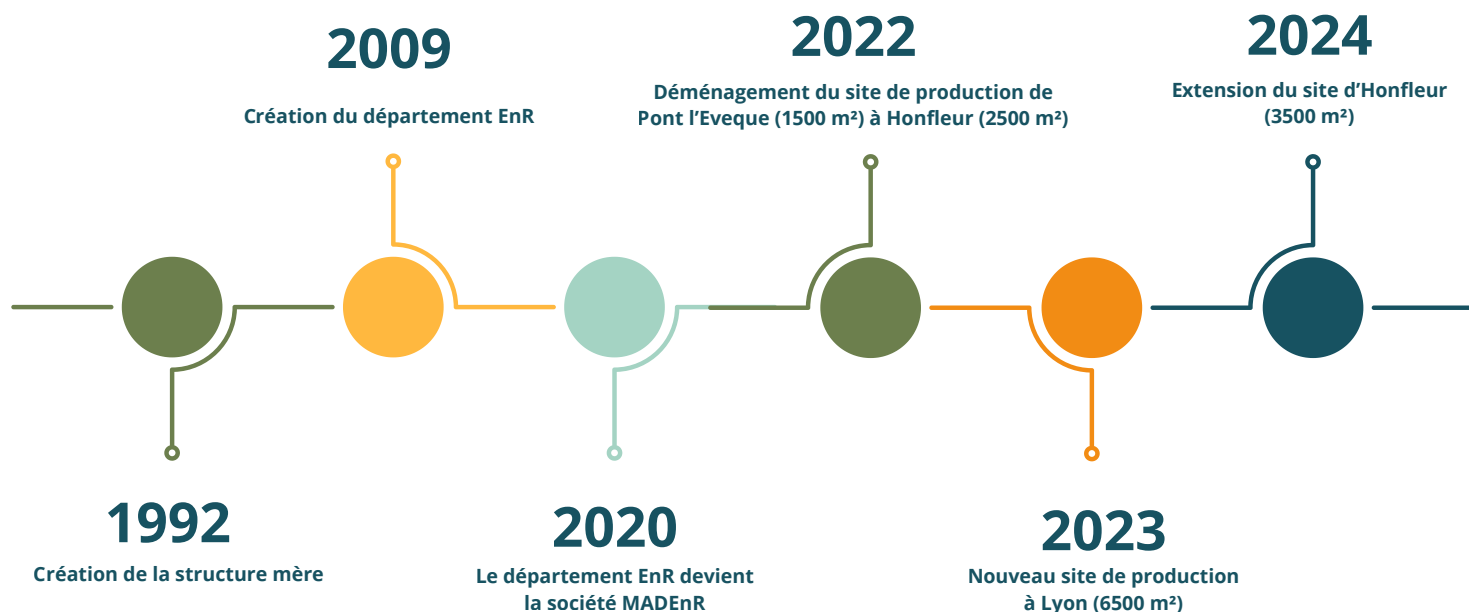 2009
Création du département EnR
2022
Déménagement du site de production de
Pont l'Eveque (1500 m²) à Honfleur (2500 m²)
2024
Extension du site d'Honfleur
(3500 m²)
1992
Création de la structure mère
2020
Le département EnR devient
la société MADEnR
2023
Nouveau site de production
à Lyon (6500 m²)